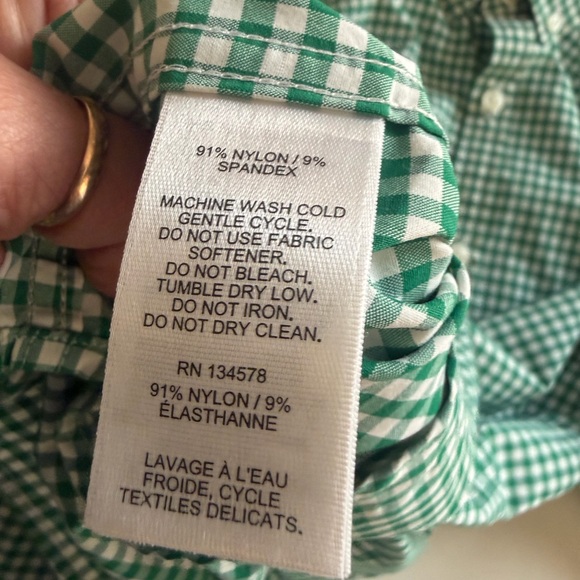 91% NYLON / 9%
SPANDEX
MACHINE WASH COLD
GENTLE CYCLE.
DO NOT USE FABRIC
SOFTENER.
DO NOT BLEACH.
TUMBLE DRY LOW.
DO NOT IRON.
DO NOT DRY CLEAN.
RN 134578
91% NYLON / 9%
ÉLASTHANNE
LAVAGE À L'EAU
FROIDE, CYCLE
TEXTILES DELICATS.